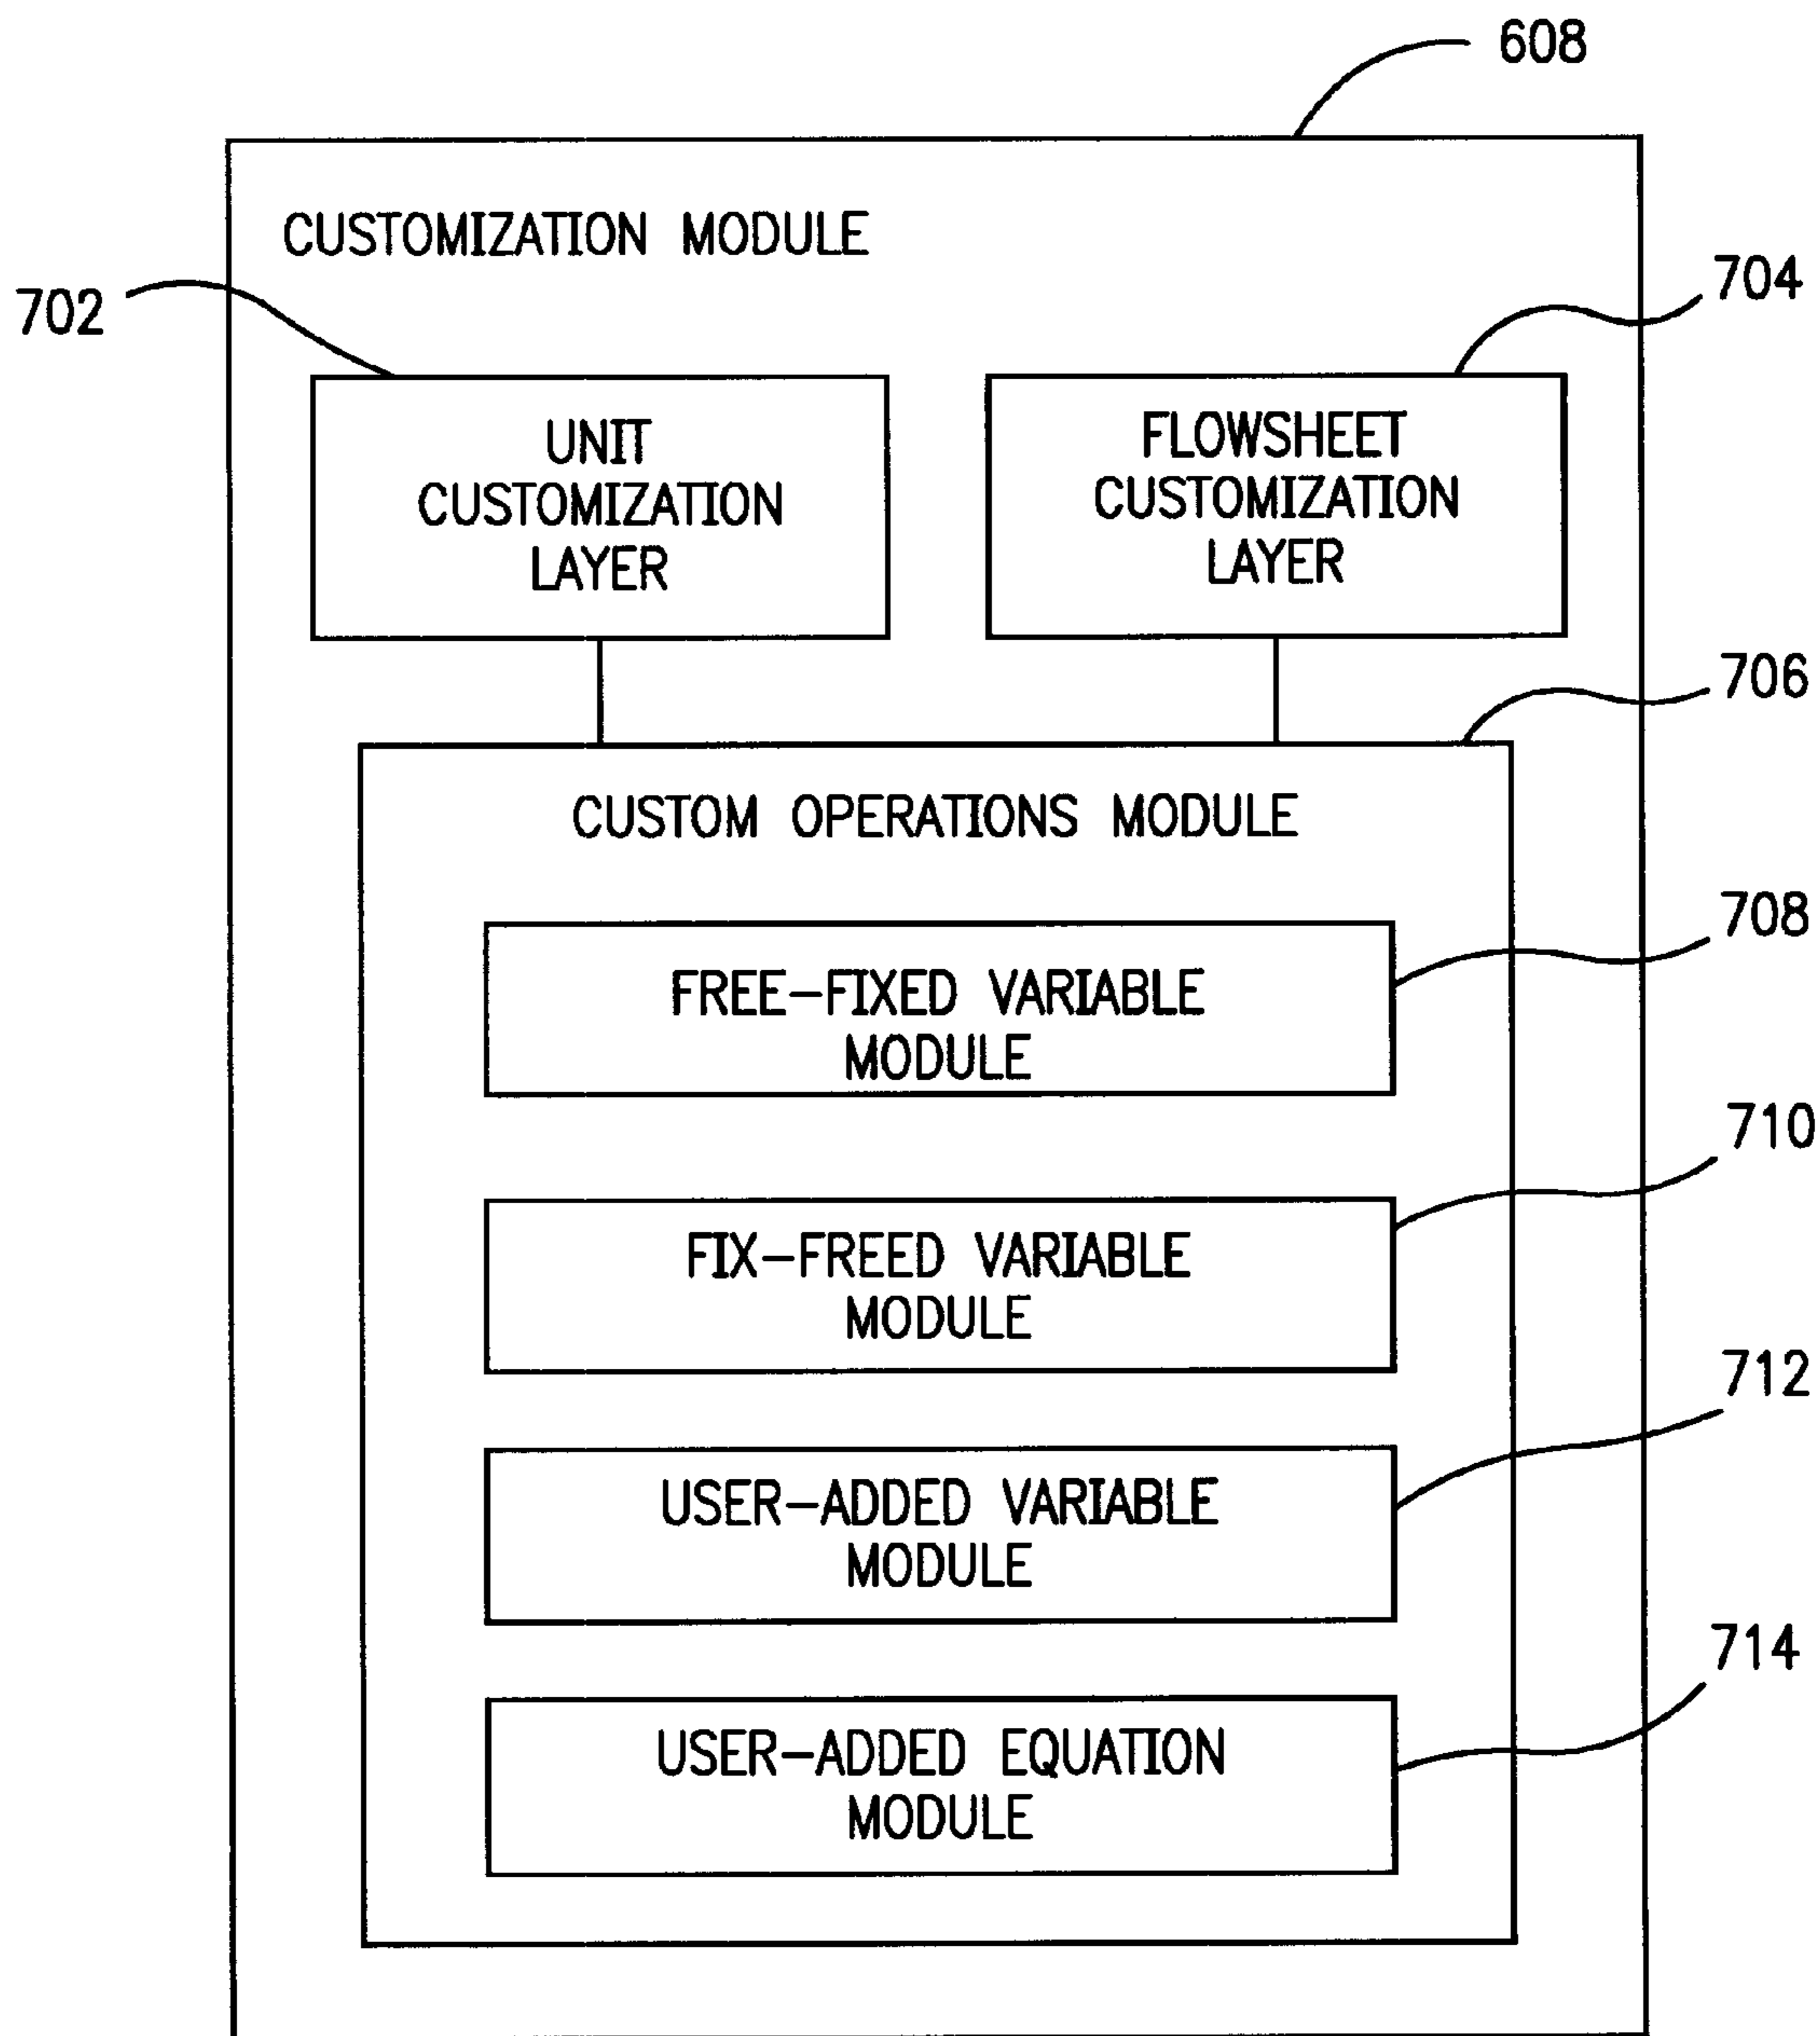 608
CUSTOMIZATION MODULE
702
704
UNIT
CUSTOMIZATION
LAYER
FLOWSHEET
CUSTOMIZATION
LAYER
706
CUSTOM OPERATIONS MODULE
708
FREE-FIXED VARIABLE
MODULE
710
FIX-FREED VARIABLE
MODULE
712
USER-ADDED VARIABLE
MODULE
714
USER-ADDED EQUATION
MODULE